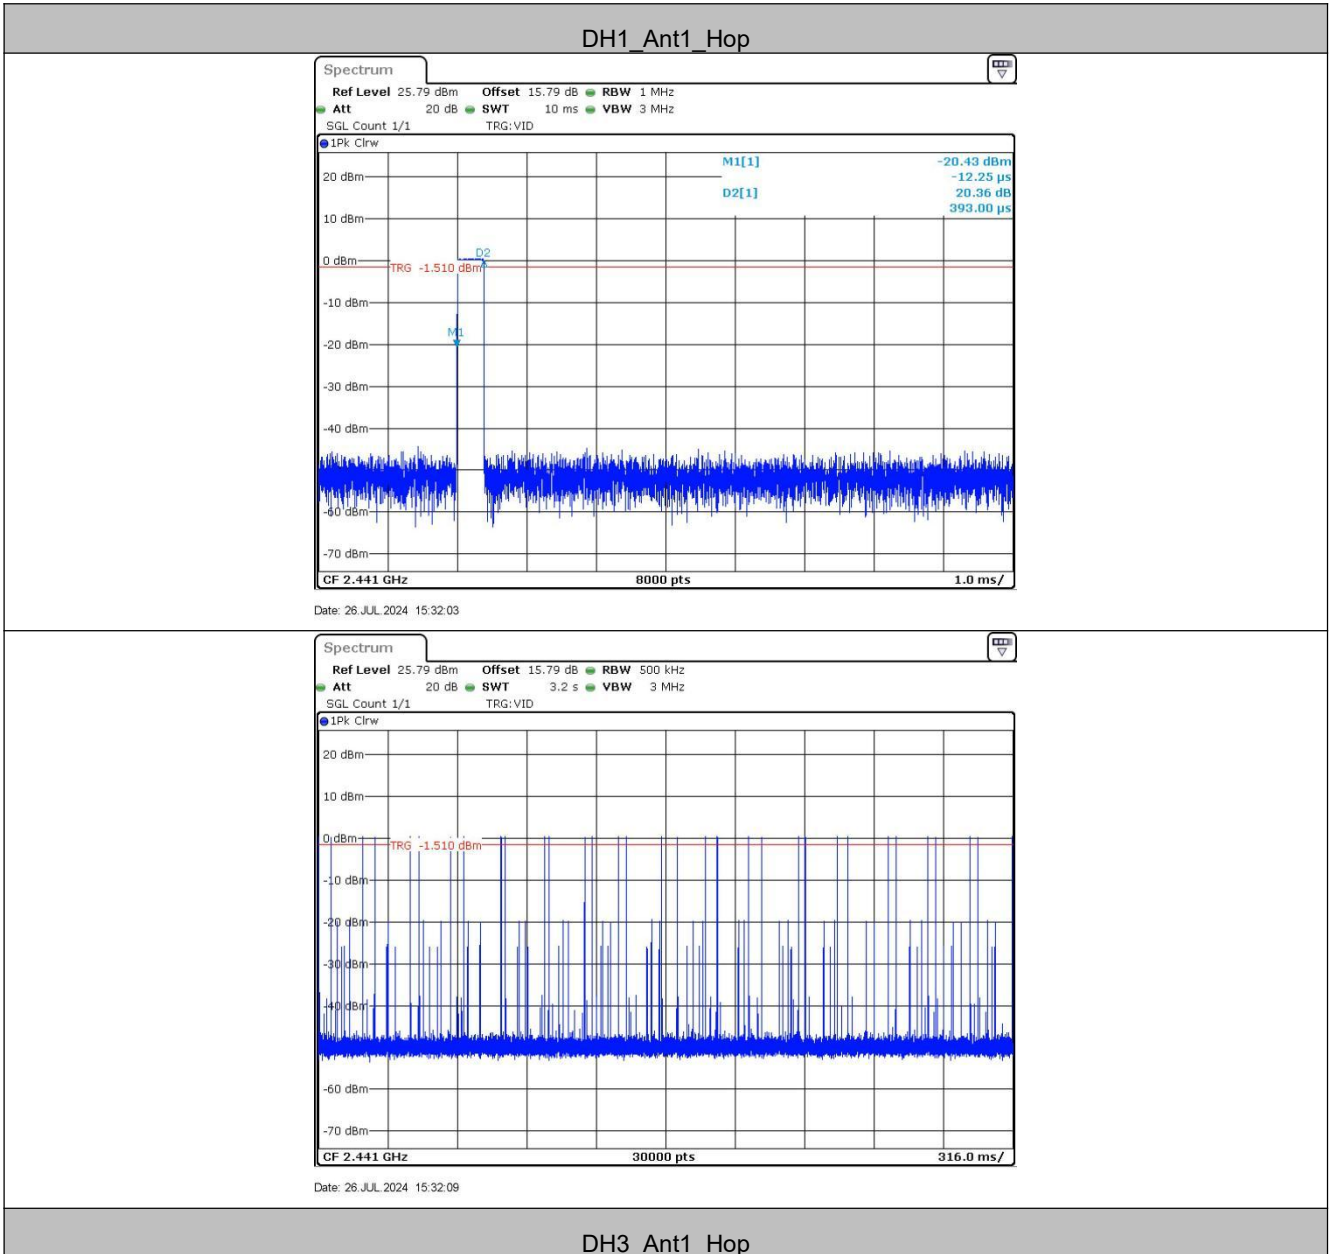 DH1_Ant1_Hop
Spectrum
Ref Level 25.79 dBm Offset 15.79 dB RBW 1 MHz
Att 20 dB SWT 10 ms VBW 3 MHz
SGL Count 1/1 TRG:VID
1Pk Clrw
M1[1] -20.43 dBm
-12.25 µs
D2[1] 20.36 dB
393.00 µs
20 dBm
10 dBm
D2
0 dBm
TRG -1.510 dBm
-10 dBm
M1
-20 dBm
-30 dBm
-40 dBm
-60 dBm
-70 dBm
CF 2.441 GHz 8000 pts 1.0 ms/
Date: 26.JUL.2024 15:32:03
Spectrum
Ref Level 25.79 dBm Offset 15.79 dB RBW 500 kHz
Att 20 dB SWT 3.2 s VBW 3 MHz
SGL Count 1/1 TRG:VID
1Pk Clrw
20 dBm
10 dBm
0 dBm
TRG -1.510 dBm
-10 dBm
-20 dBm
-30 dBm
-40 dBm
-60 dBm
-70 dBm
CF 2.441 GHz 30000 pts 316.0 ms/
Date: 26.JUL.2024 15:32:09
DH3_Ant1_Hop